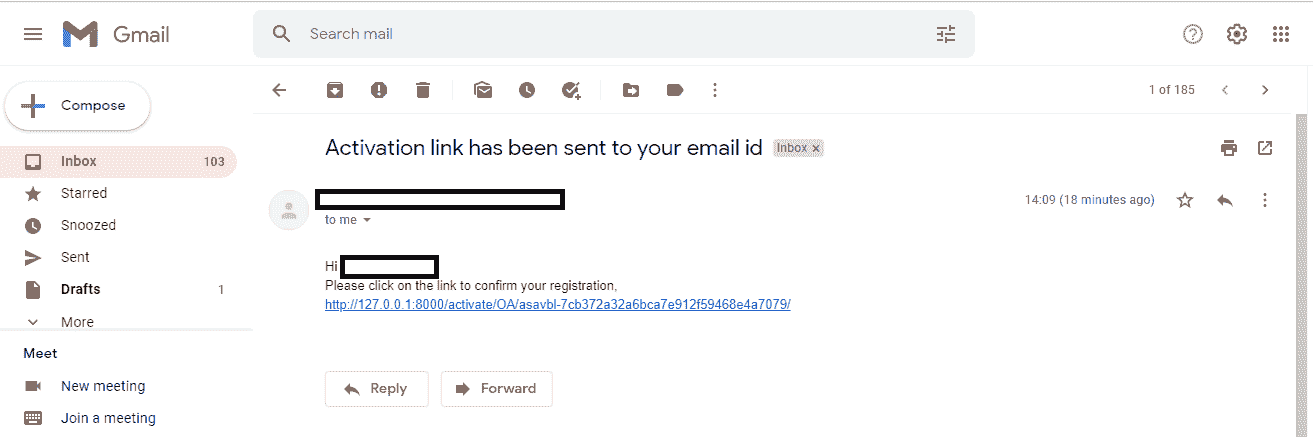 Gmail
Search mail
Compose
1 of 185
Inbox 103
Starred
Snoozed
Sent
Drafts 1
More
Meet
New meeting
Join a meeting
Activation link has been sent to your email id Inbox x
14:09 (18 minutes ago)
to me
Hi
Please click on the link to confirm your registration,
http://127.0.0.1:8000/activate/OA/asavbl-7cb372a32a6bca7e912f59468e4a7079/
Reply Forward